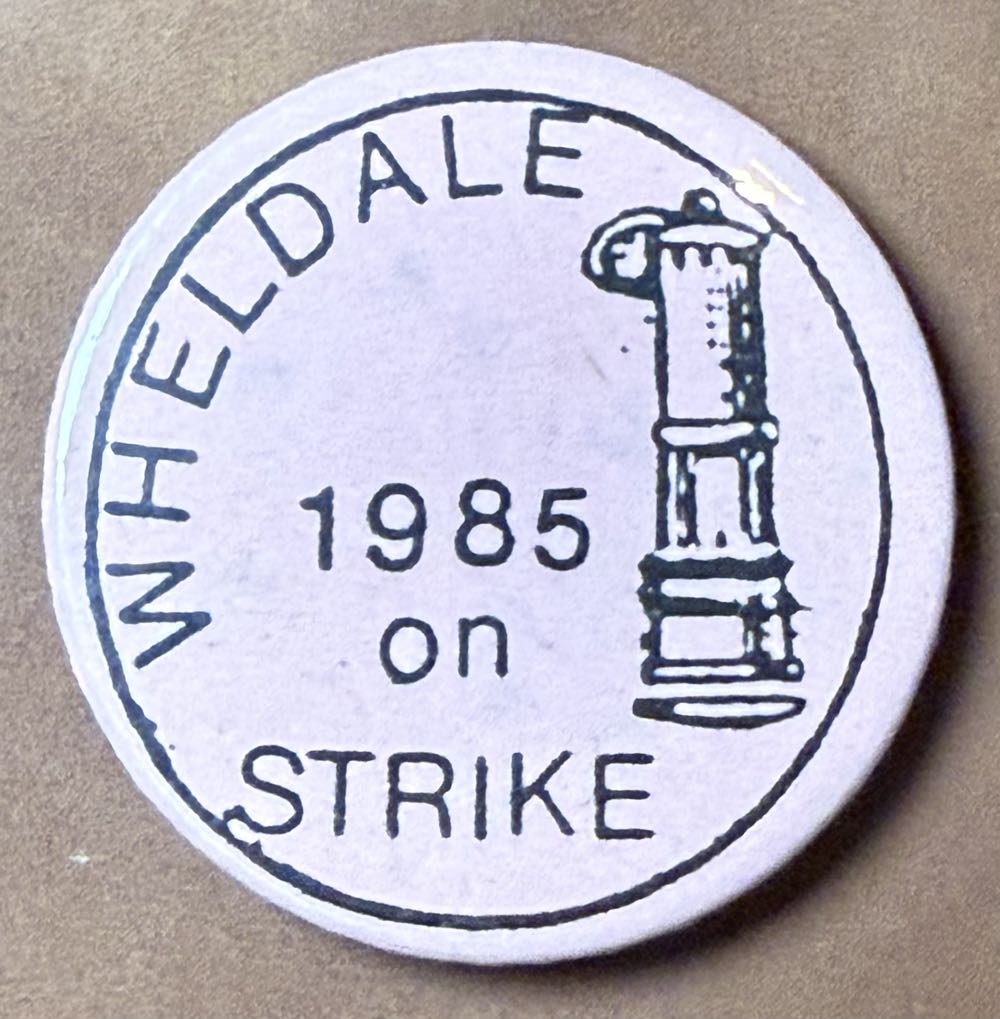 WHELDALE
1985
on
STRIKE